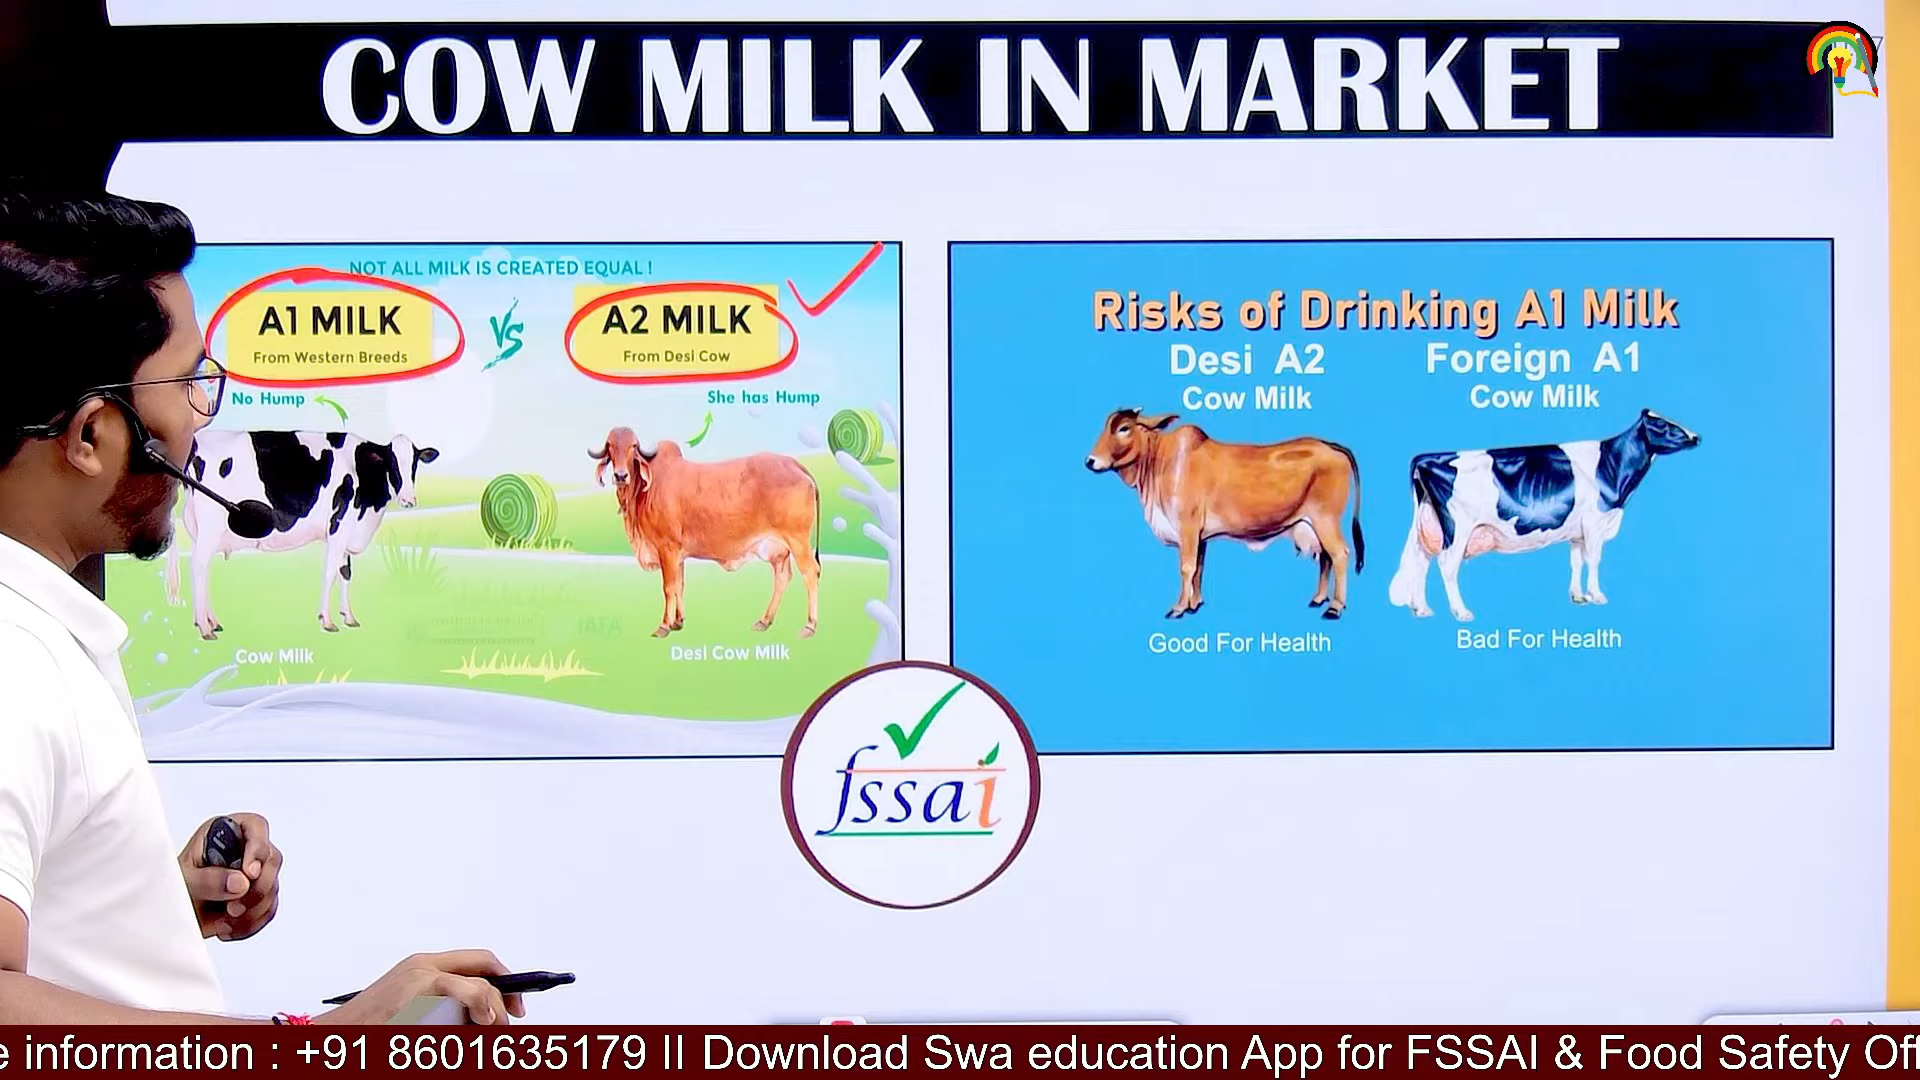 COW MILK IN MARKET
NOT ALL MILK IS CREATED EQUAL !
A1 MILK
From Western Breeds
VS
A2 MILK
From Desi Cow
No Hump
She has Hump
Cow Milk
Desi Cow Milk
Risks of Drinking A1 Milk
Desi A2
Cow Milk
Foreign A1
Cow Milk
Good For Health
Bad For Health
fssai
e information : +91 8601635179 II Download Swa education App for FSSAI & Food Safety Off